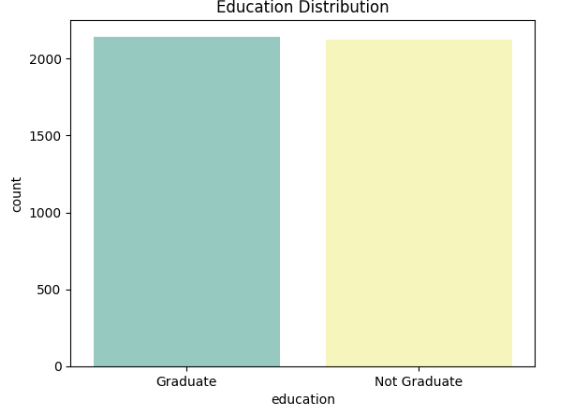 Education Distribution
2000
1500
1000
500
0
count
Graduate
Not Graduate
education